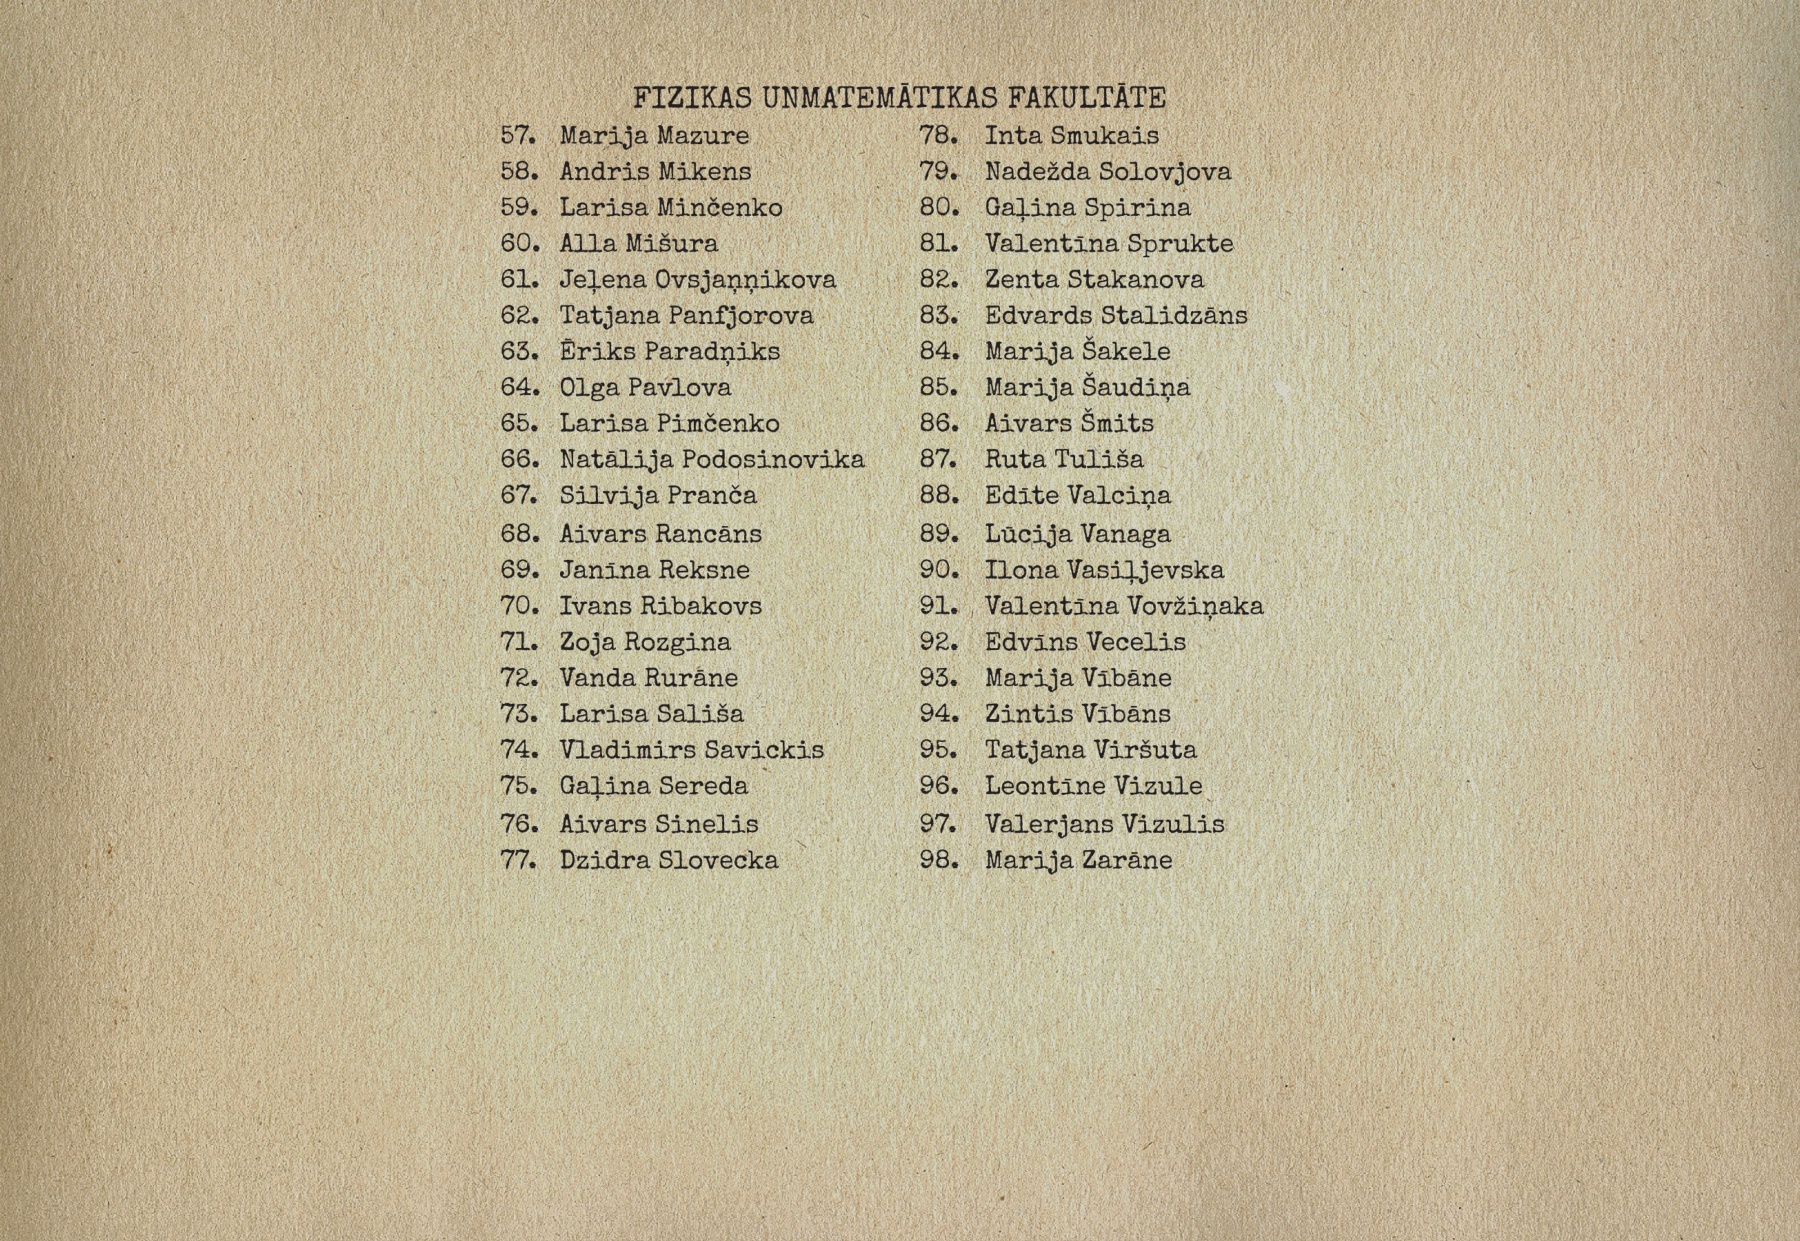 FIZIKAS UNMATEMĀTIKAS FAKULTĀTE
57. Marija Mazure
58. Andris Mikens
59. Larisa Minčenko
60. Alla Mišura
61. Jeļena Ovsjaņņikova
62. Tatjana Panfjorova
63. Ēriks Paradņiks
64. Olga Pavlova
65. Larisa Pimčenko
66. Natālija Podosinovika
67. Silvija Pranča
68. Aivars Rancāns
69. Janīna Reksne
70. Ivans Ribakovs
71. Zoja Rozgina
72. Vanda Rurāne
73. Larisa Sališa
74. Vladimirs Savickis
75. Gaļina Sereda
76. Aivars Sinelis
77. Dzidra Slovecka
78. Inta Smukais
79. Nadežda Solovjova
80. Gaļina Spirina
81. Valentīna Sprukte
82. Zenta Stakanova
83. Edvards Stalidzāns
84. Marija Šakele
85. Marija Šaudiņa
86. Aivars Šmits
87. Ruta Tuliša
88. Edīte Valciņa
89. Lūcija Vanaga
90. Ilona Vasiļjevska
91. Valentīna Vovžiņaka
92. Edvīns Vecelis
93. Marija Vībāne
94. Zintis Vībāns
95. Tatjana Viršuta
96. Leontīne Vizule
97. Valerjans Vizulis
98. Marija Zarāne